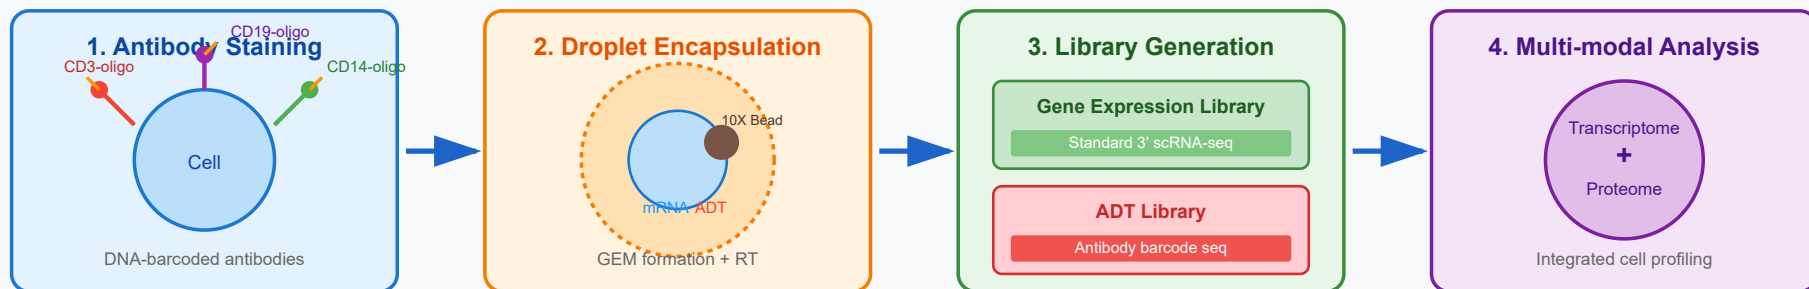 1. Antibody Staining
CD19-oligo
CD3-oligo
CD14-oligo
Cell
DNA-barcoded antibodies
2. Droplet Encapsulation
10X Bead
mRNA ADT
GEM formation + RT
3. Library Generation
Gene Expression Library
Standard 3' scRNA-seq
ADT Library
Antibody barcode seq
4. Multi-modal Analysis
Transcriptome
+
Proteome
Integrated cell profiling